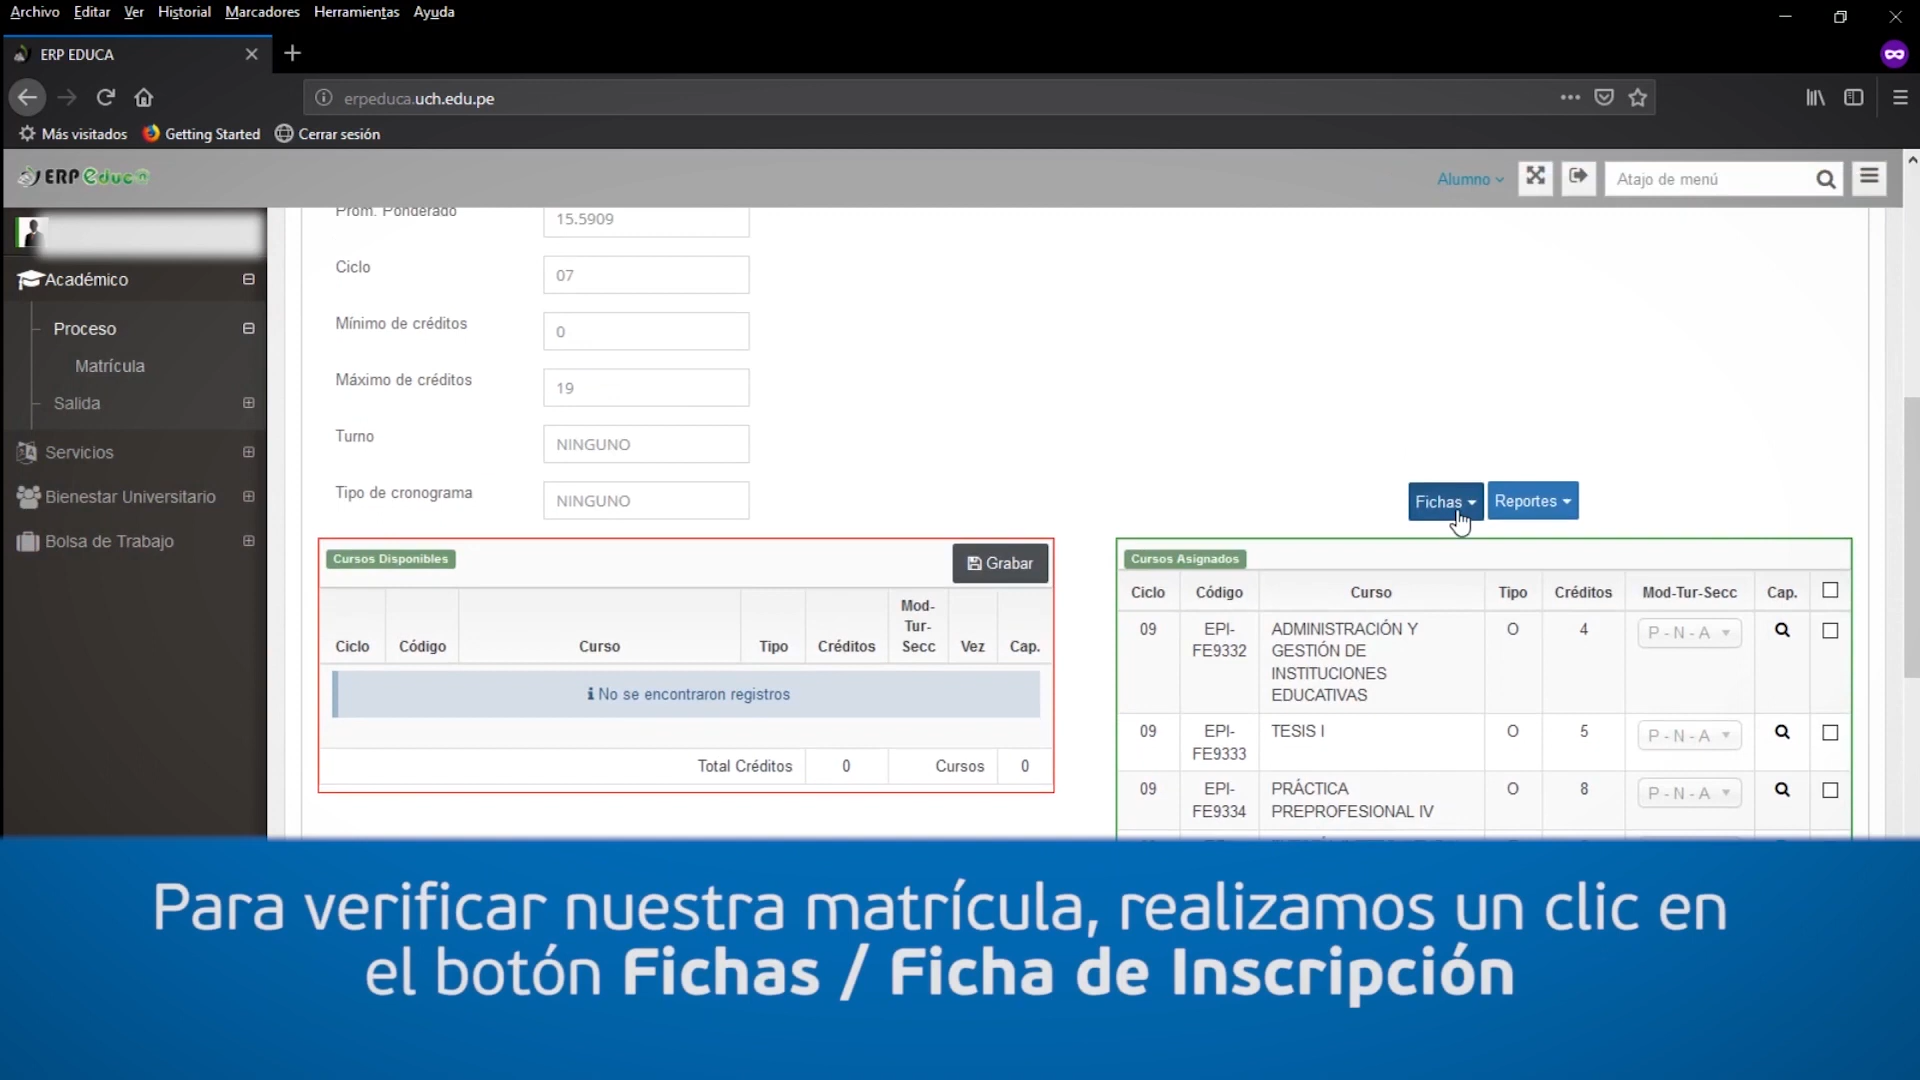 Archivo Editar Ver Historial Marcadores Herramientas Ayuda
ERP EDUCA
erpeduca.uch.edu.pe
Más visitados Getting Started Cerrar sesión
ERP Educa
Alumno
Atajo de menú
Académico
Proceso
Matrícula
Salida
Servicios
Bienestar Universitario
Bolsa de Trabajo
Prom. Ponderado 15.5909
Ciclo 07
Mínimo de créditos 0
Máximo de créditos 19
Turno NINGUNO
Tipo de cronograma NINGUNO
Fichas Reportes
Cursos Disponibles Grabar
Ciclo Código Curso Tipo Créditos Mod-Tur-Secc Vez Cap.
No se encontraron registros
Total Créditos 0 Cursos 0
Cursos Asignados
Ciclo Código Curso Tipo Créditos Mod-Tur-Secc Cap.
09 EPI-FE9332 ADMINISTRACIÓN Y GESTIÓN DE INSTITUCIONES EDUCATIVAS O 4 P - N - A
09 EPI-FE9333 TESIS I O 5 P - N - A
09 EPI-FE9334 PRÁCTICA PREPROFESIONAL IV O 8 P - N - A
Para verificar nuestra matrícula, realizamos un clic en
el botón Fichas / Ficha de Inscripción